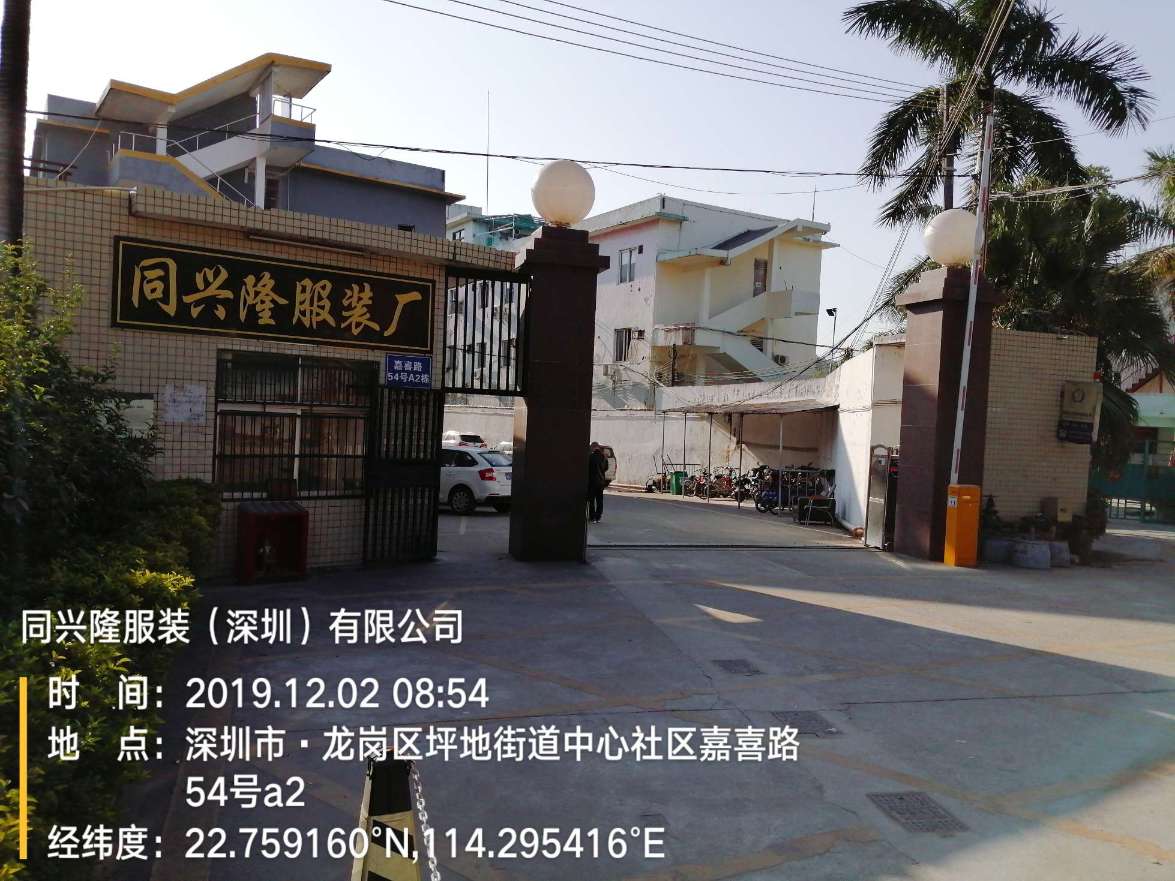 同兴隆服装厂
嘉喜路
54号A2栋
同兴隆服装（深圳）有限公司
时 间：2019.12.02 08:54
地 点：深圳市·龙岗区坪地街道中心社区嘉喜路
54号a2
经纬度：22.759160°N,114.295416°E